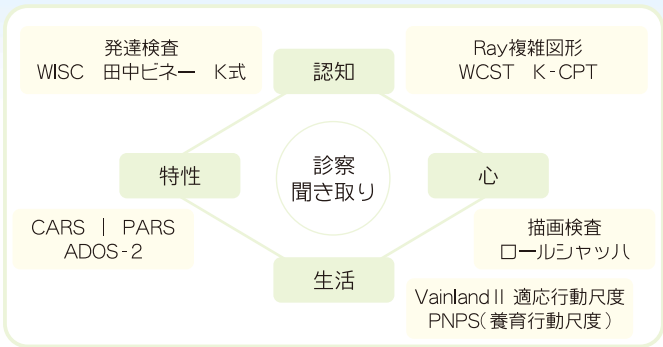 発達検査
WISC 田中ビネー K式
認知
Ray複雑図形
WCST K-CPT
特性
診察
聞き取り
心
CARS | PARS
ADOS-2
生活
描画検査
ロールシャッハ
Vainland II 適応行動尺度
PNPS(養育行動尺度)